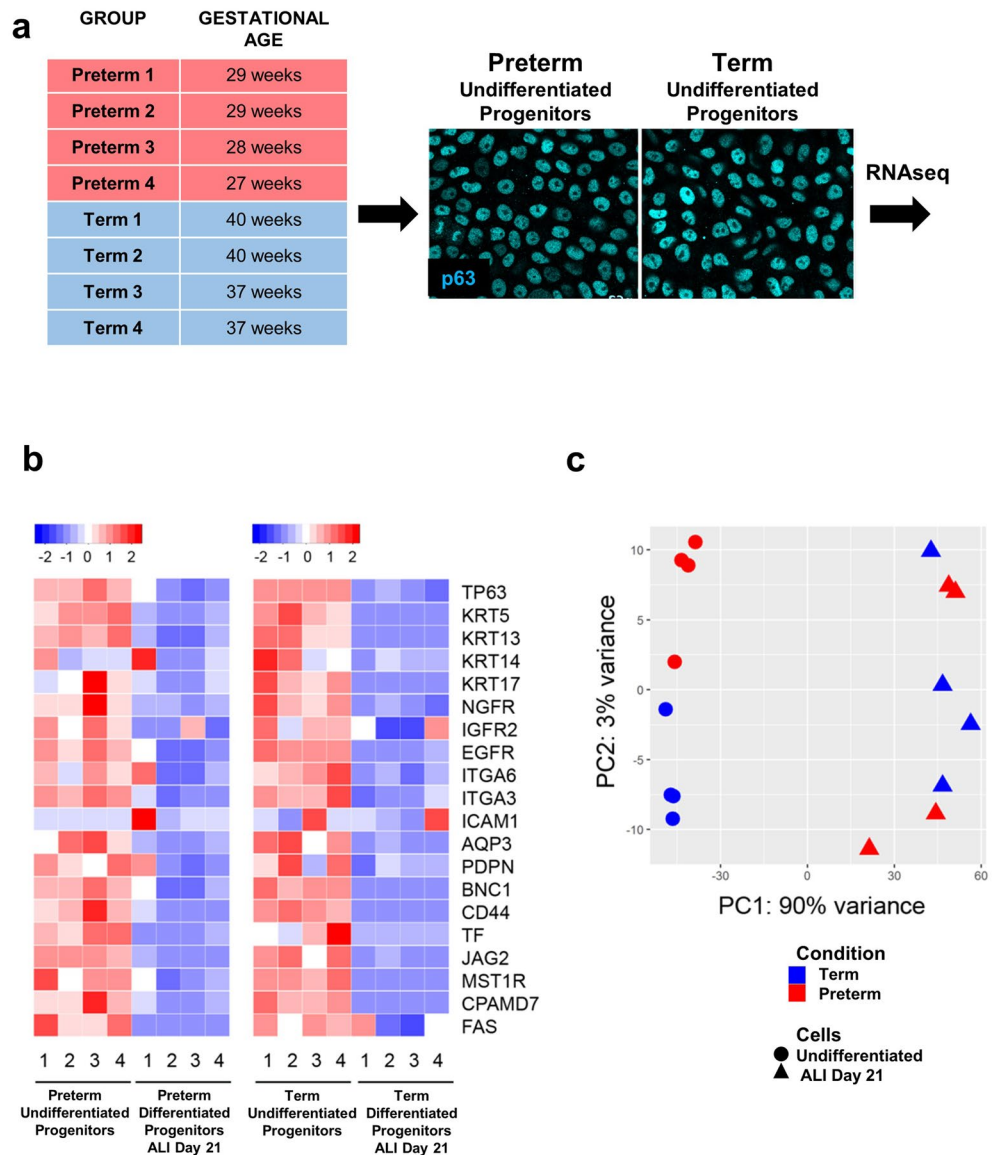 a
GROUP GESTATIONAL AGE
Preterm 1 29 weeks
Preterm 2 29 weeks
Preterm 3 28 weeks
Preterm 4 27 weeks
Term 1 40 weeks
Term 2 40 weeks
Term 3 37 weeks
Term 4 37 weeks
Preterm
Undifferentiated
Progenitors
Term
Undifferentiated
Progenitors
p63
RNAseq
b
-2 -1 0 1 2
-2 -1 0 1 2
TP63
KRT5
KRT13
KRT14
KRT17
NGFR
IGFR2
EGFR
ITGA6
ITGA3
ICAM1
AQP3
PDPN
BNC1
CD44
TF
JAG2
MST1R
CPAMD7
FAS
1 2 3 4 1 2 3 4 1 2 3 4 1 2 3 4
Preterm
Undifferentiated
Progenitors
Preterm
Differentiated
Progenitors
ALI Day 21
Term
Undifferentiated
Progenitors
Term
Differentiated
Progenitors
ALI Day 21
c
PC2: 3% variance
10
5
0
-5
-10
-30 0 30 60
PC1: 90% variance
Condition
Term
Preterm
Cells
Undifferentiated
ALI Day 21